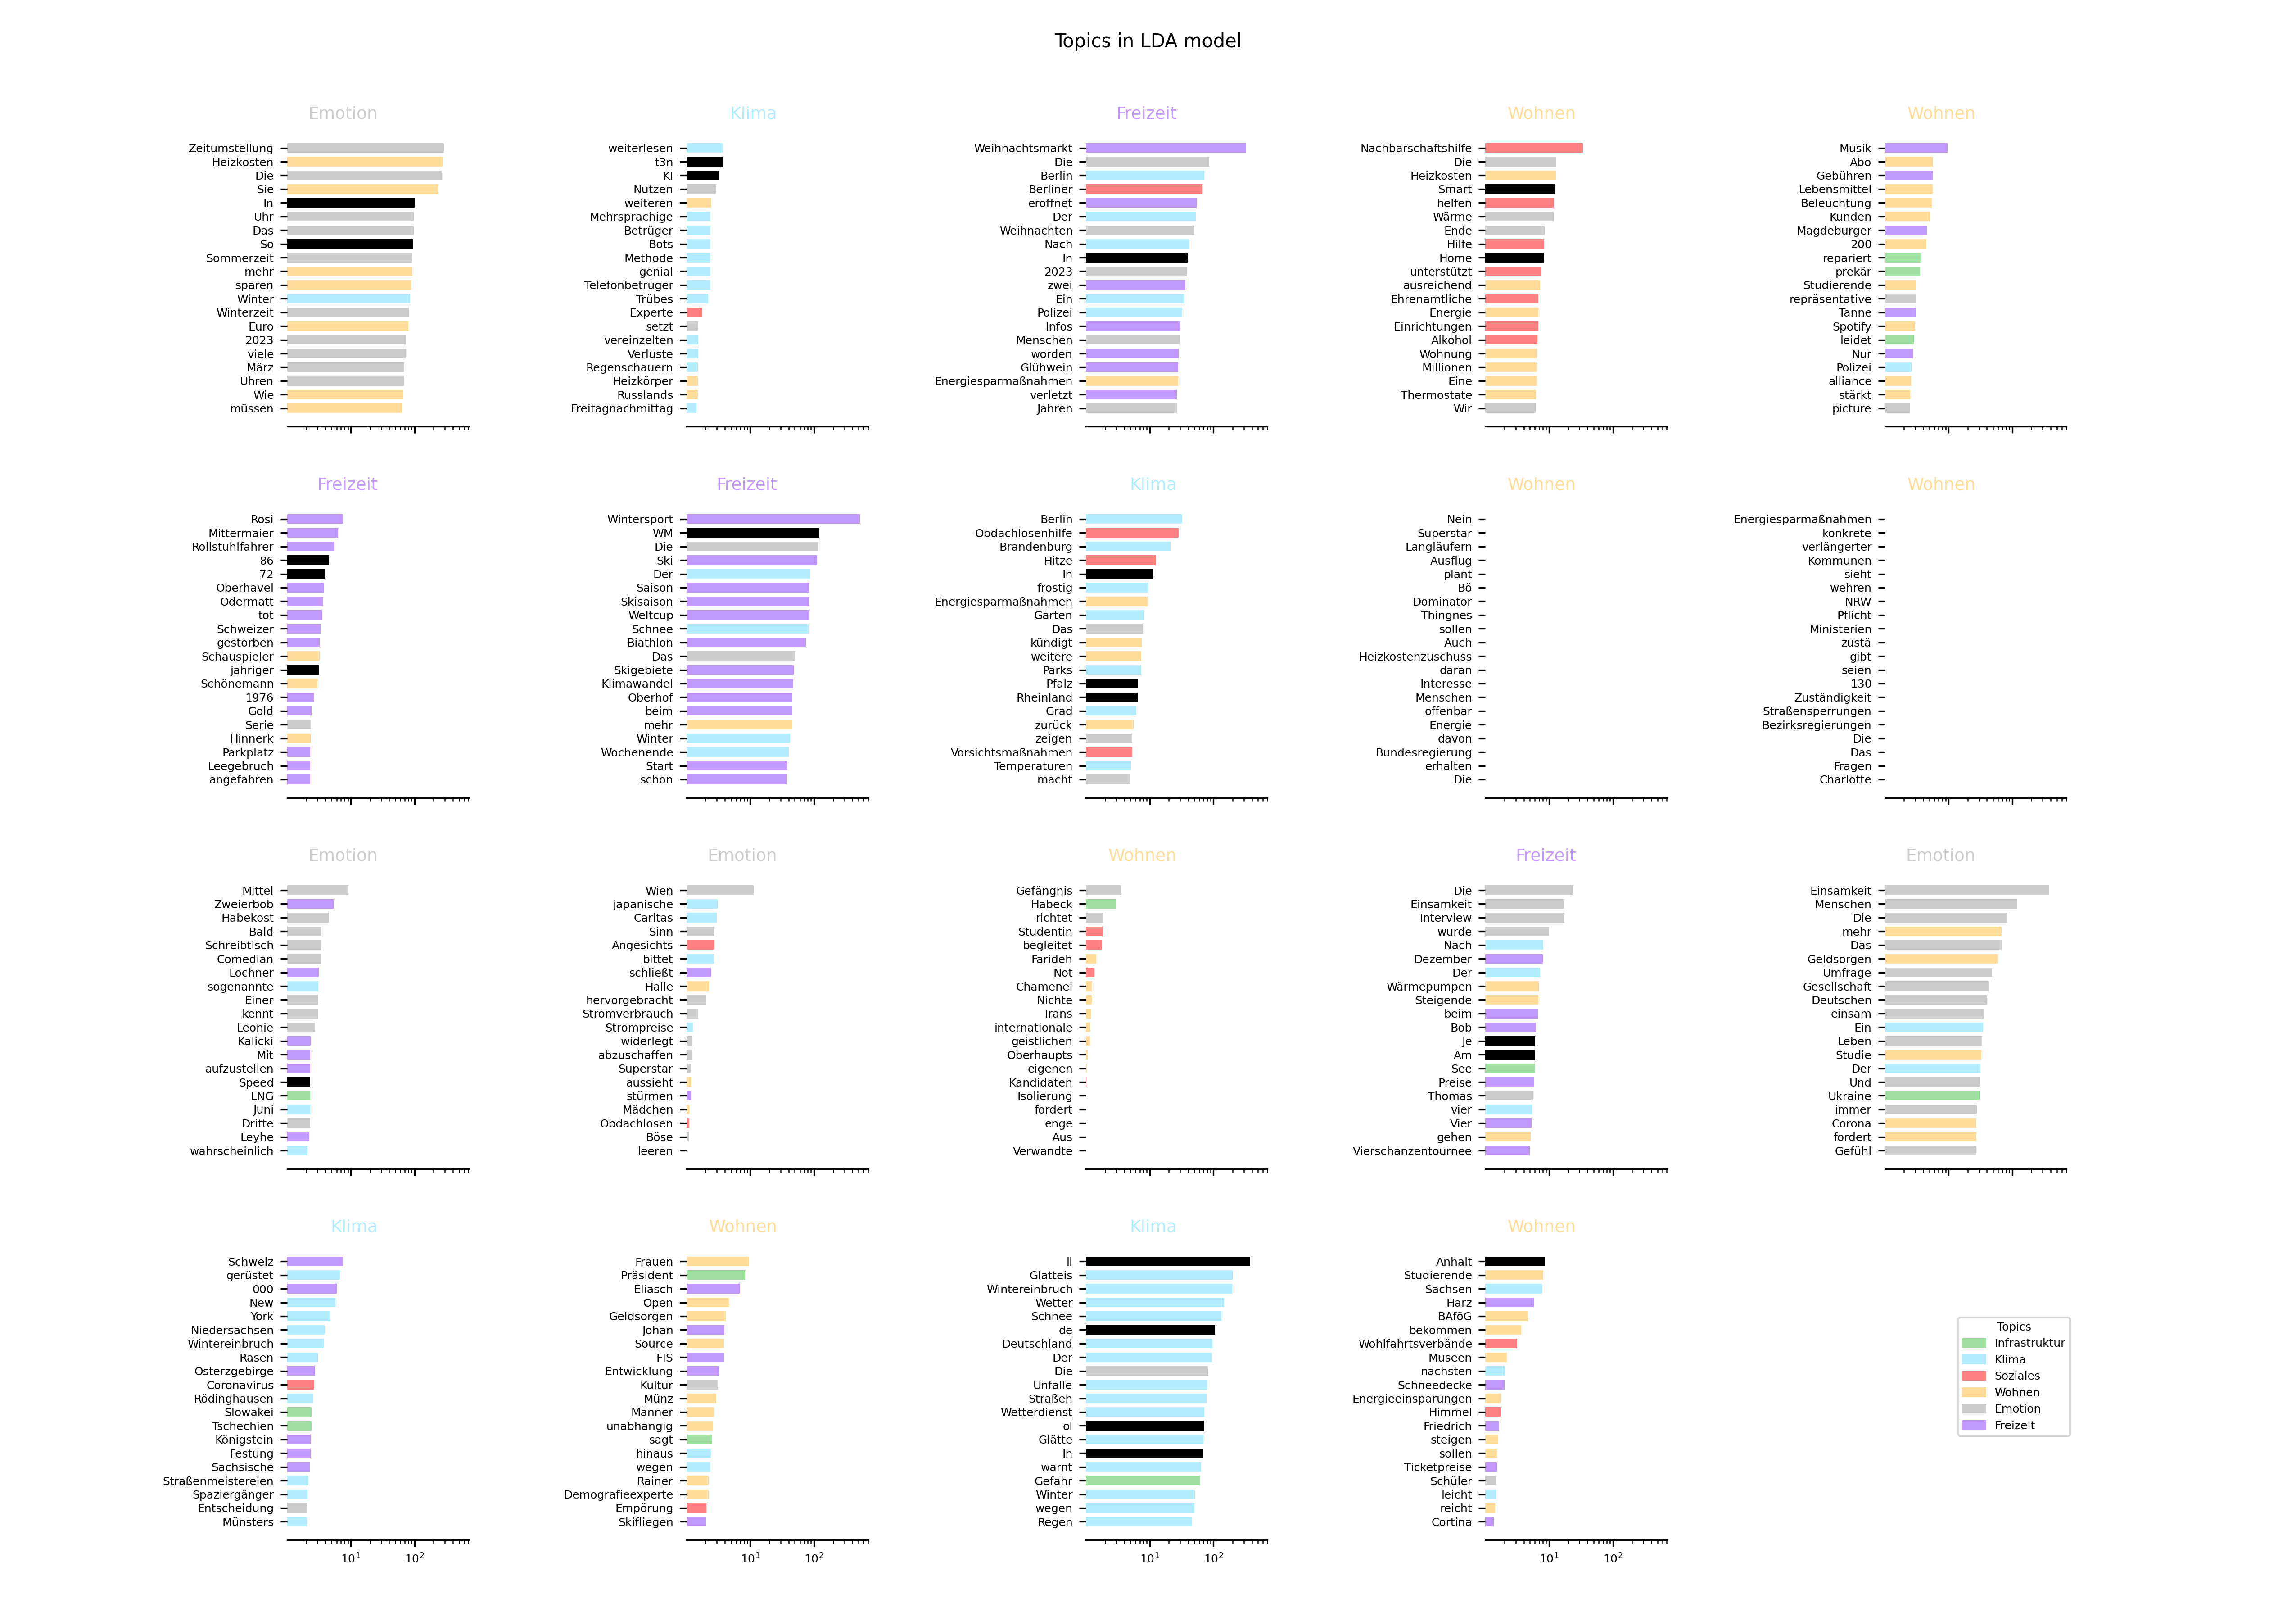 Topics in LDA model
Emotion
Zeitumstellung
Heizkosten
Die
Sie
In
Uhr
Das
So
Sommerzeit
mehr
sparen
Winter
Winterzeit
Euro
2023
viele
März
Uhren
Wie
müssen
Klima
weiterlesen
t3n
KI
Nutzen
weiteren
Mehrsprachige
Betrüger
Bots
Methode
genial
Telefonbetrüger
Trübes
Experte
setzt
vereinzelten
Verluste
Regenschauern
Heizkörper
Russlands
Freitagnachmittag
Freizeit
Weihnachtsmarkt
Die
Berlin
Berliner
eröffnet
Der
Weihnachten
Nach
In
2023
zwei
Ein
Polizei
Infos
Menschen
worden
Glühwein
Energiesparmaßnahmen
verletzt
Jahren
Wohnen
Nachbarschaftshilfe
Die
Heizkosten
Smart
helfen
Wärme
Ende
Hilfe
Home
unterstützt
ausreichend
Ehrenamtliche
Energie
Einrichtungen
Alkohol
Wohnung
Millionen
Eine
Thermostate
Wir
Wohnen
Musik
Abo
Gebühren
Lebensmittel
Beleuchtung
Kunden
Magdeburger
200
repariert
prekär
Studierende
repräsentative
Tanne
Spotify
leidet
Nur
Polizei
alliance
stärkt
picture
Freizeit
Rosi
Mittermaier
Rollstuhlfahrer
86
72
Oberhavel
Odermatt
tot
Schweizer
gestorben
Schauspieler
jähriger
Schönemann
1976
Gold
Serie
Hinnerk
Parkplatz
Leegebruch
angefahren
Freizeit
Wintersport
WM
Die
Ski
Der
Saison
Skisaison
Weltcup
Schnee
Biathlon
Das
Skigebiete
Klimawandel
Oberhof
beim
mehr
Winter
Wochenende
Start
schon
Klima
Berlin
Obdachlosenhilfe
Brandenburg
Hitze
In
frostig
Energiesparmaßnahmen
Gärten
Das
kündigt
weitere
Parks
Pfalz
Rheinland
Grad
zurück
zeigen
Vorsichtsmaßnahmen
Temperaturen
macht
Wohnen
Nein
Superstar
Langläufern
Ausflug
plant
Bö
Dominator
Thingnes
sollen
Auch
Heizkostenzuschuss
daran
Interesse
Menschen
offenbar
Energie
davon
Bundesregierung
erhalten
Die
Wohnen
Energiesparmaßnahmen
konkrete
verlängerter
Kommunen
sieht
wehren
NRW
Pflicht
Ministerien
zustä
gibt
seien
130
Zuständigkeit
Straßensperrungen
Bezirksregierungen
Die
Das
Fragen
Charlotte
Emotion
Mittel
Zweierbob
Habekost
Bald
Schreibtisch
Comedian
Lochner
sogenannte
Einer
kennt
Leonie
Kalicki
Mit
aufzustellen
Speed
LNG
Juni
Dritte
Leyhe
wahrscheinlich
Emotion
Wien
japanische
Caritas
Sinn
Angesichts
bittet
schließt
Halle
hervorgebracht
Stromverbrauch
Strompreise
widerlegt
abzuschaffen
Superstar
aussieht
stürmen
Mädchen
Obdachlosen
Böse
leeren
Wohnen
Gefängnis
Habeck
richtet
Studentin
begleitet
Farideh
Not
Chamenei
Nichte
Irans
internationale
geistlichen
Oberhaupts
eigenen
Kandidaten
Isolierung
fordert
enge
Aus
Verwandte
Freizeit
Die
Einsamkeit
Interview
wurde
Nach
Dezember
Der
Wärmepumpen
Steigende
beim
Bob
Je
Am
See
Preise
Thomas
vier
Vier
gehen
Vierschanzentournee
Emotion
Einsamkeit
Menschen
Die
mehr
Das
Geldsorgen
Umfrage
Gesellschaft
Deutschen
einsam
Ein
Leben
Studie
Der
Und
Ukraine
immer
Corona
fordert
Gefühl
Klima
Schweiz
gerüstet
000
New
York
Niedersachsen
Wintereinbruch
Rasen
Osterzgebirge
Coronavirus
Rödinghausen
Slowakei
Tschechien
Königstein
Festung
Sächsische
Straßenmeistereien
Spaziergänger
Entscheidung
Münsters
10¹
10²
Wohnen
Frauen
Präsident
Eliasch
Open
Geldsorgen
Johan
Source
FIS
Entwicklung
Kultur
Münz
Männer
unabhängig
sagt
hinaus
wegen
Rainer
Demografieexperte
Empörung
Skifliegen
10¹
10²
Klima
li
Glatteis
Wintereinbruch
Wetter
Schnee
de
Deutschland
Der
Die
Unfälle
Straßen
Wetterdienst
ol
Glätte
In
warnt
Gefahr
Winter
wegen
Regen
10¹
10²
Wohnen
Anhalt
Studierende
Sachsen
Harz
BAföG
bekommen
Wohlfahrtsverbände
Museen
nächsten
Schneedecke
Energieeinsparungen
Himmel
Friedrich
steigen
sollen
Ticketpreise
Schüler
leicht
reicht
Cortina
10¹
10²
Topics
Infrastruktur
Klima
Soziales
Wohnen
Emotion
Freizeit